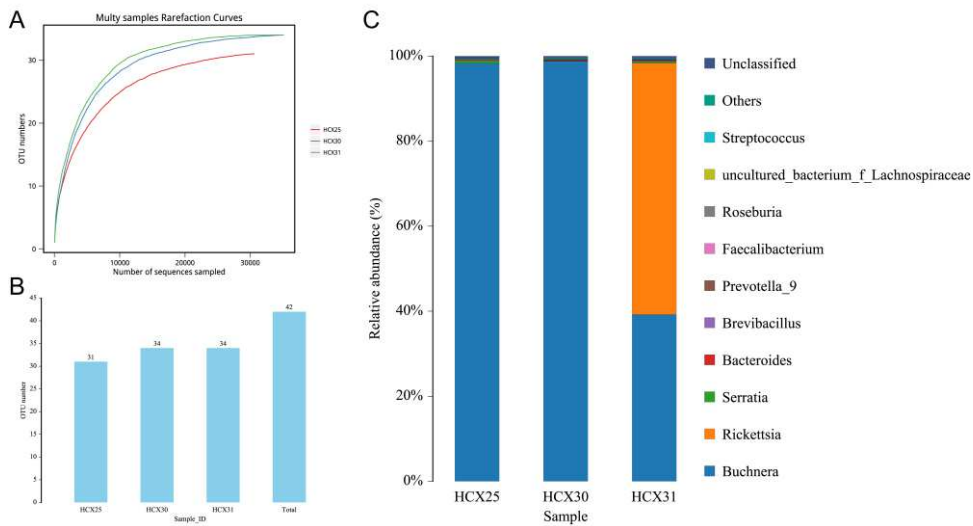 A
Multy samples Rarefaction Curves
OTU numbers
30
20
10
0
0 10000 20000 30000
Number of sequences sampled
HCX25
HCX30
HCX31
B
OTU number
45
40
35
30
25
20
15
10
5
0
31 34 34 42
HCX25 HCX30 HCX31 Total
Sample_ID
C
Relative abundance (%)
100%
80%
60%
40%
20%
0%
HCX25 HCX30 HCX31
Sample
Unclassified
Others
Streptococcus
uncultured_bacterium_f_Lachnospiraceae
Roseburia
Faecalibacterium
Prevotella_9
Brevibacillus
Bacteroides
Serratia
Rickettsia
Buchnera